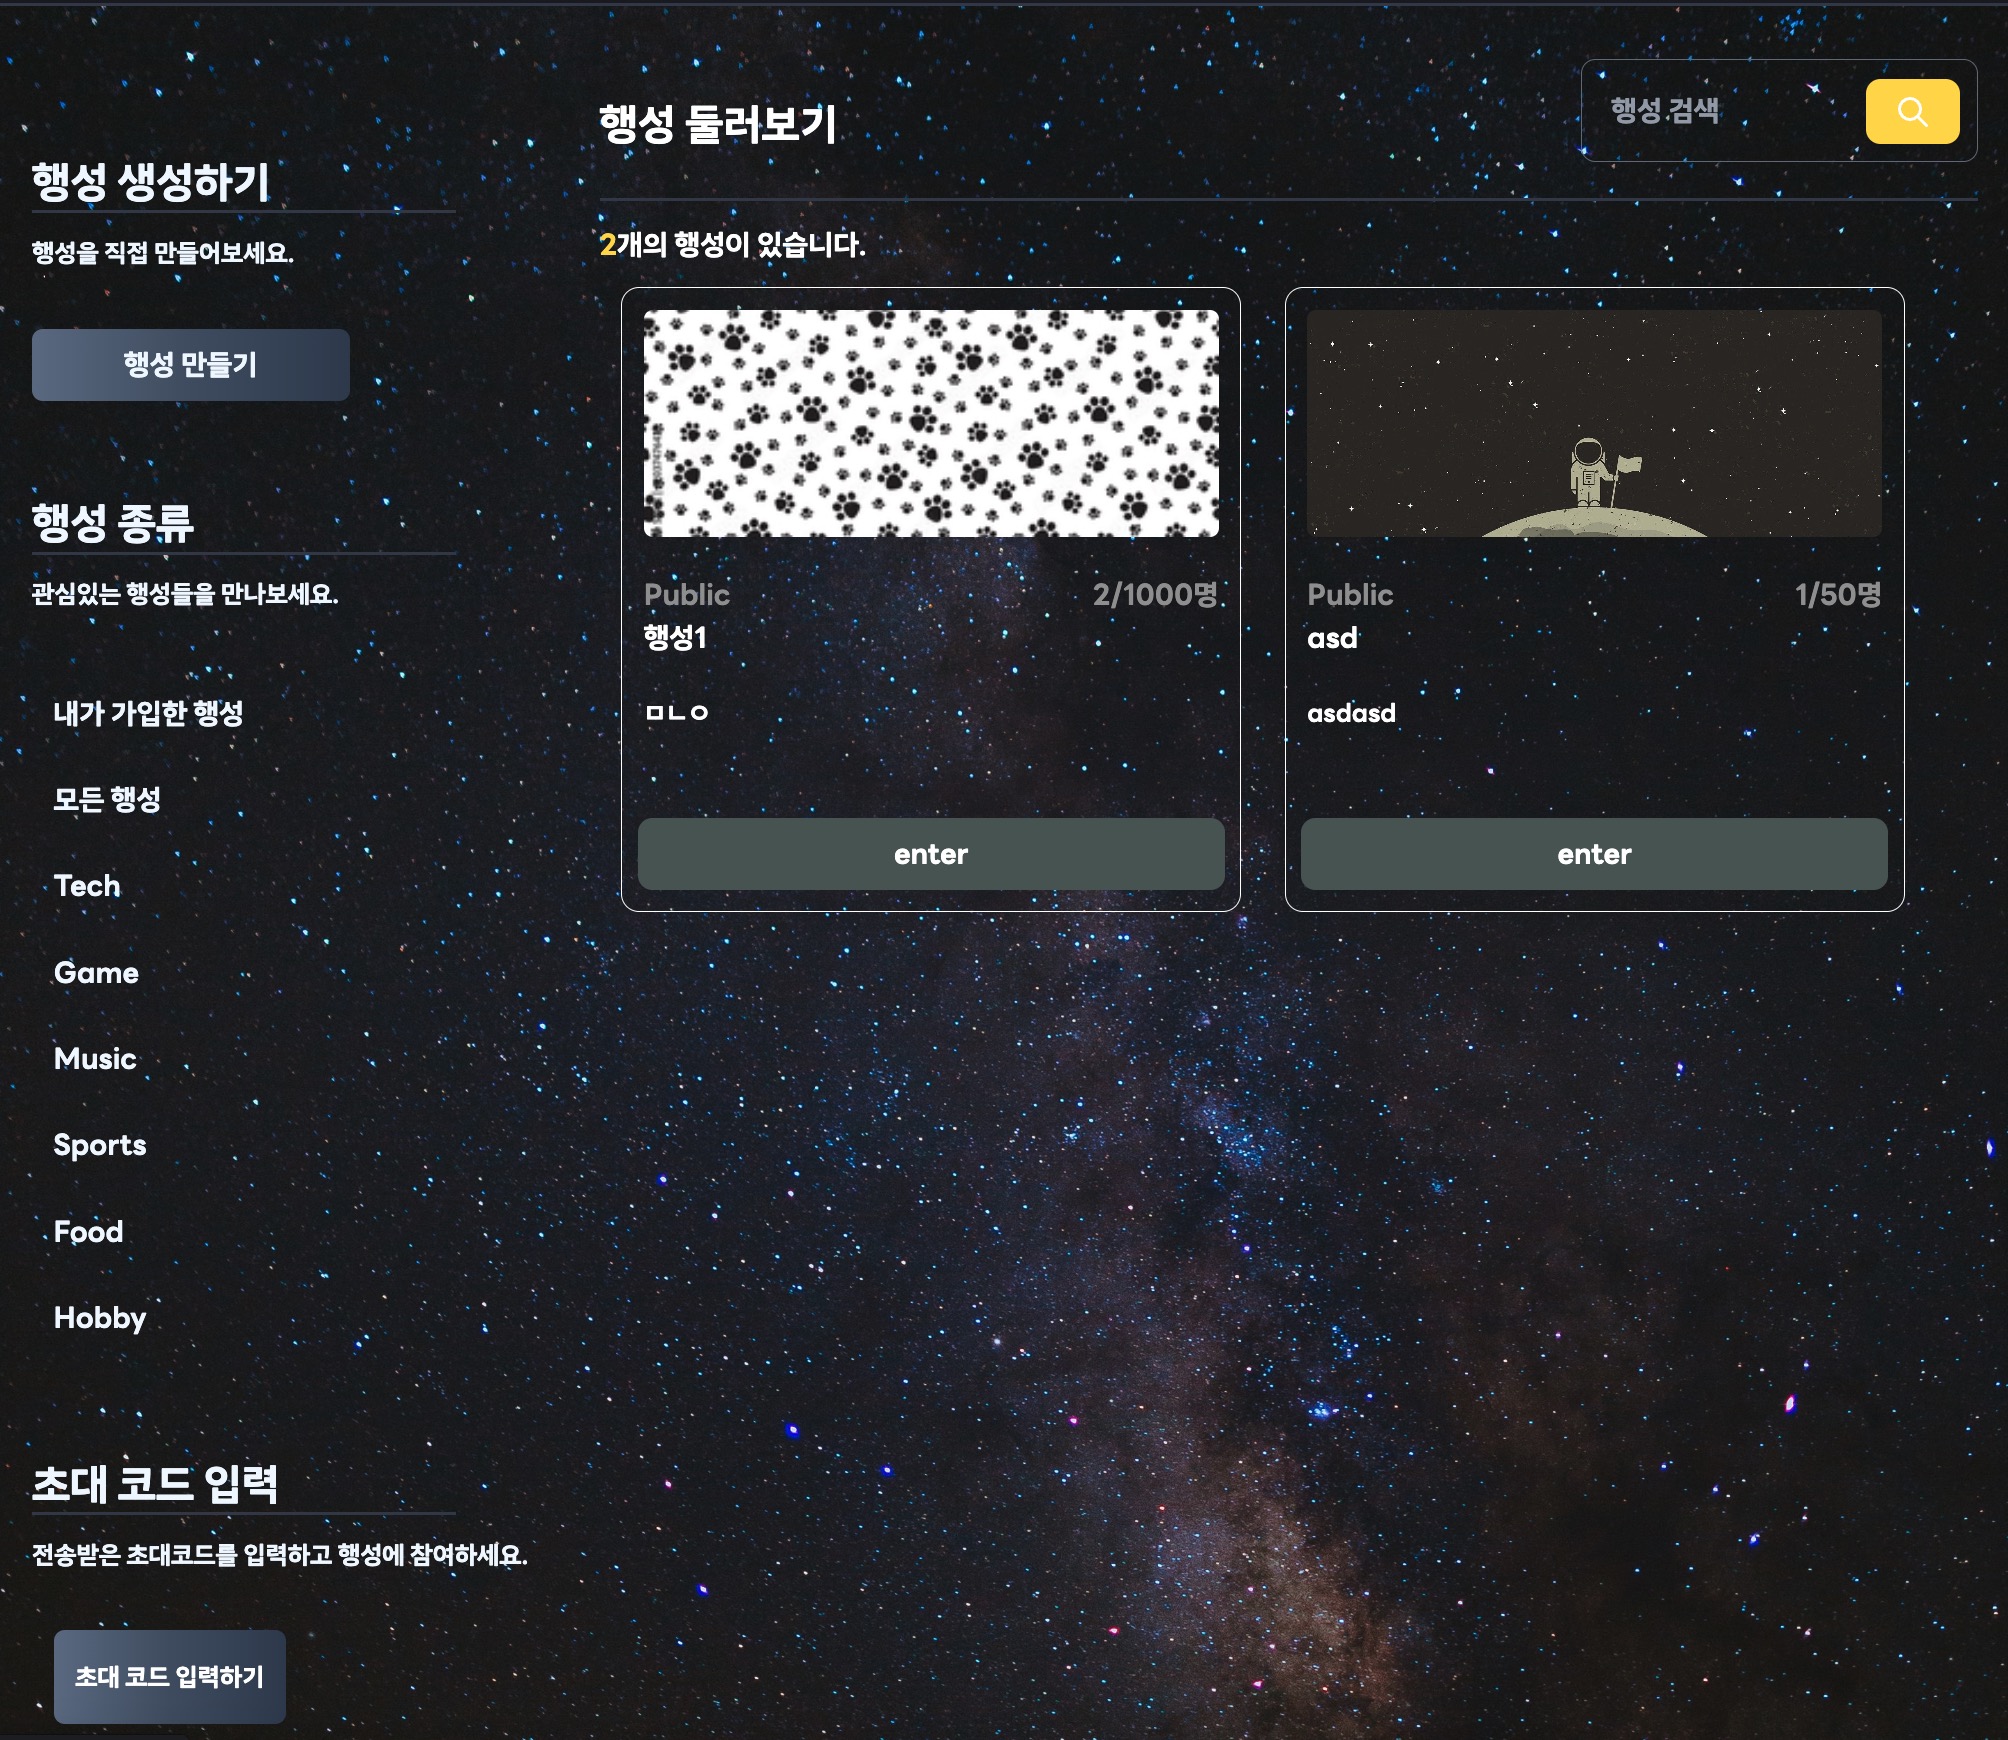 행성 생성하기
행성을 직접 만들어보세요.
행성 만들기
행성 종류
관심있는 행성들을 만나보세요.
내가 가입한 행성
모든 행성
Tech
Game
Music
Sports
Food
Hobby
초대 코드 입력
전송받은 초대코드를 입력하고 행성에 참여하세요.
초대 코드 입력하기
행성 둘러보기
행성 검색
2개의 행성이 있습니다.
Public 2/1000명
행성1
ㅁㄴㅇ
enter
Public 1/50명
asd
asdasd
enter